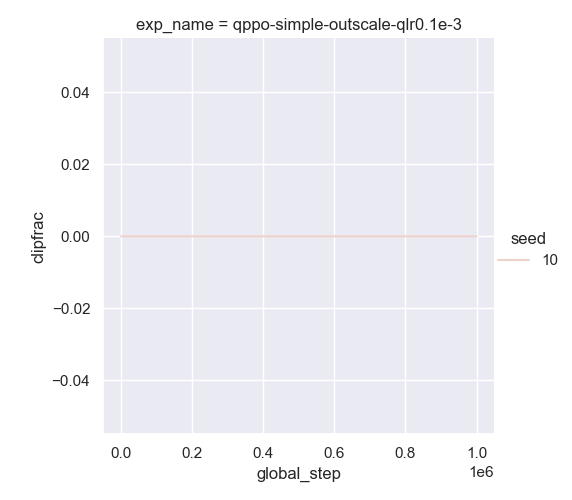 exp_name = qppo-simple-outscale-qlr0.1e-3
0.04
0.02
0.00
−0.02
−0.04
clipfrac
0.0 0.2 0.4 0.6 0.8 1.0
1e6
global_step
seed
10